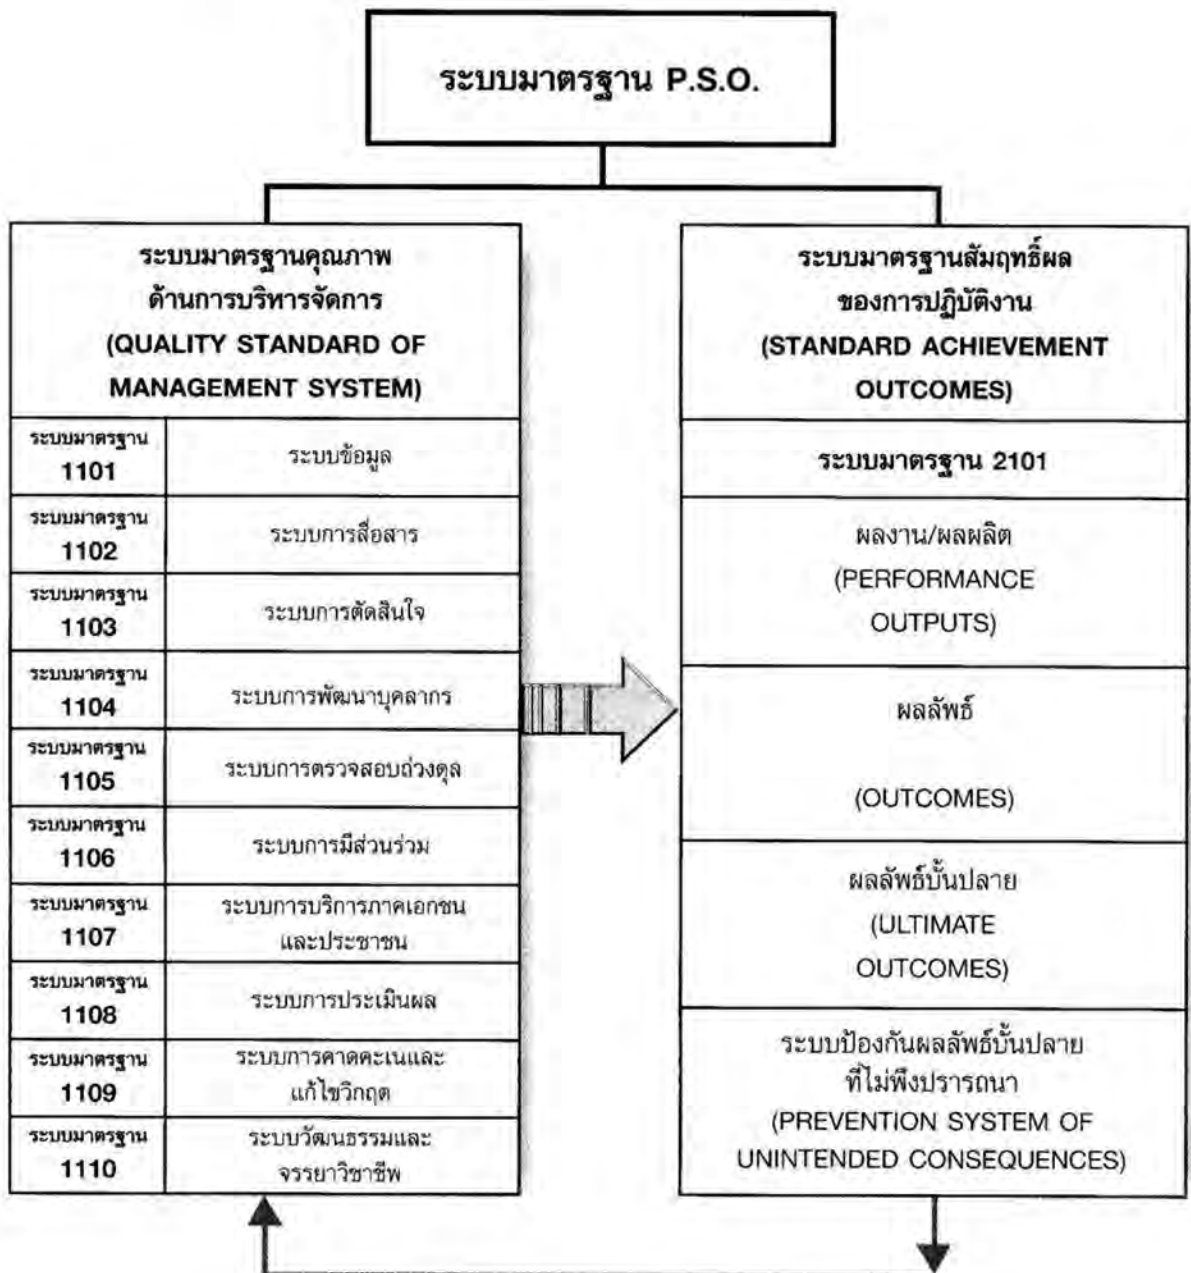 ระบบมาตรฐาน P.S.O.
ระบบมาตรฐานคุณภาพ
ด้านการบริหารจัดการ
(QUALITY STANDARD OF
MANAGEMENT SYSTEM)
ระบบมาตรฐาน
1101
ระบบข้อมูล
ระบบมาตรฐาน
1102
ระบบการสื่อสาร
ระบบมาตรฐาน
1103
ระบบการตัดสินใจ
ระบบมาตรฐาน
1104
ระบบการพัฒนาบุคลากร
ระบบมาตรฐาน
1105
ระบบการตรวจสอบถ่วงดุล
ระบบมาตรฐาน
1106
ระบบการมีส่วนร่วม
ระบบมาตรฐาน
1107
ระบบการบริการภาคเอกชน
และประชาชน
ระบบมาตรฐาน
1108
ระบบการประเมินผล
ระบบมาตรฐาน
1109
ระบบการคาดคะเนและ
แก้ไขวิกฤต
ระบบมาตรฐาน
1110
ระบบวัฒนธรรมและ
จรรยาวิชาชีพ
ระบบมาตรฐานสัมฤทธิ์ผล
ของการปฏิบัติงาน
(STANDARD ACHIEVEMENT
OUTCOMES)
ระบบมาตรฐาน 2101
ผลงาน/ผลผลิต
(PERFORMANCE
OUTPUTS)
ผลลัพธ์
(OUTCOMES)
ผลลัพธ์บั้นปลาย
(ULTIMATE
OUTCOMES)
ระบบป้องกันผลลัพธ์บั้นปลาย
ที่ไม่พึงปรารถนา
(PREVENTION SYSTEM OF
UNINTENDED CONSEQUENCES)